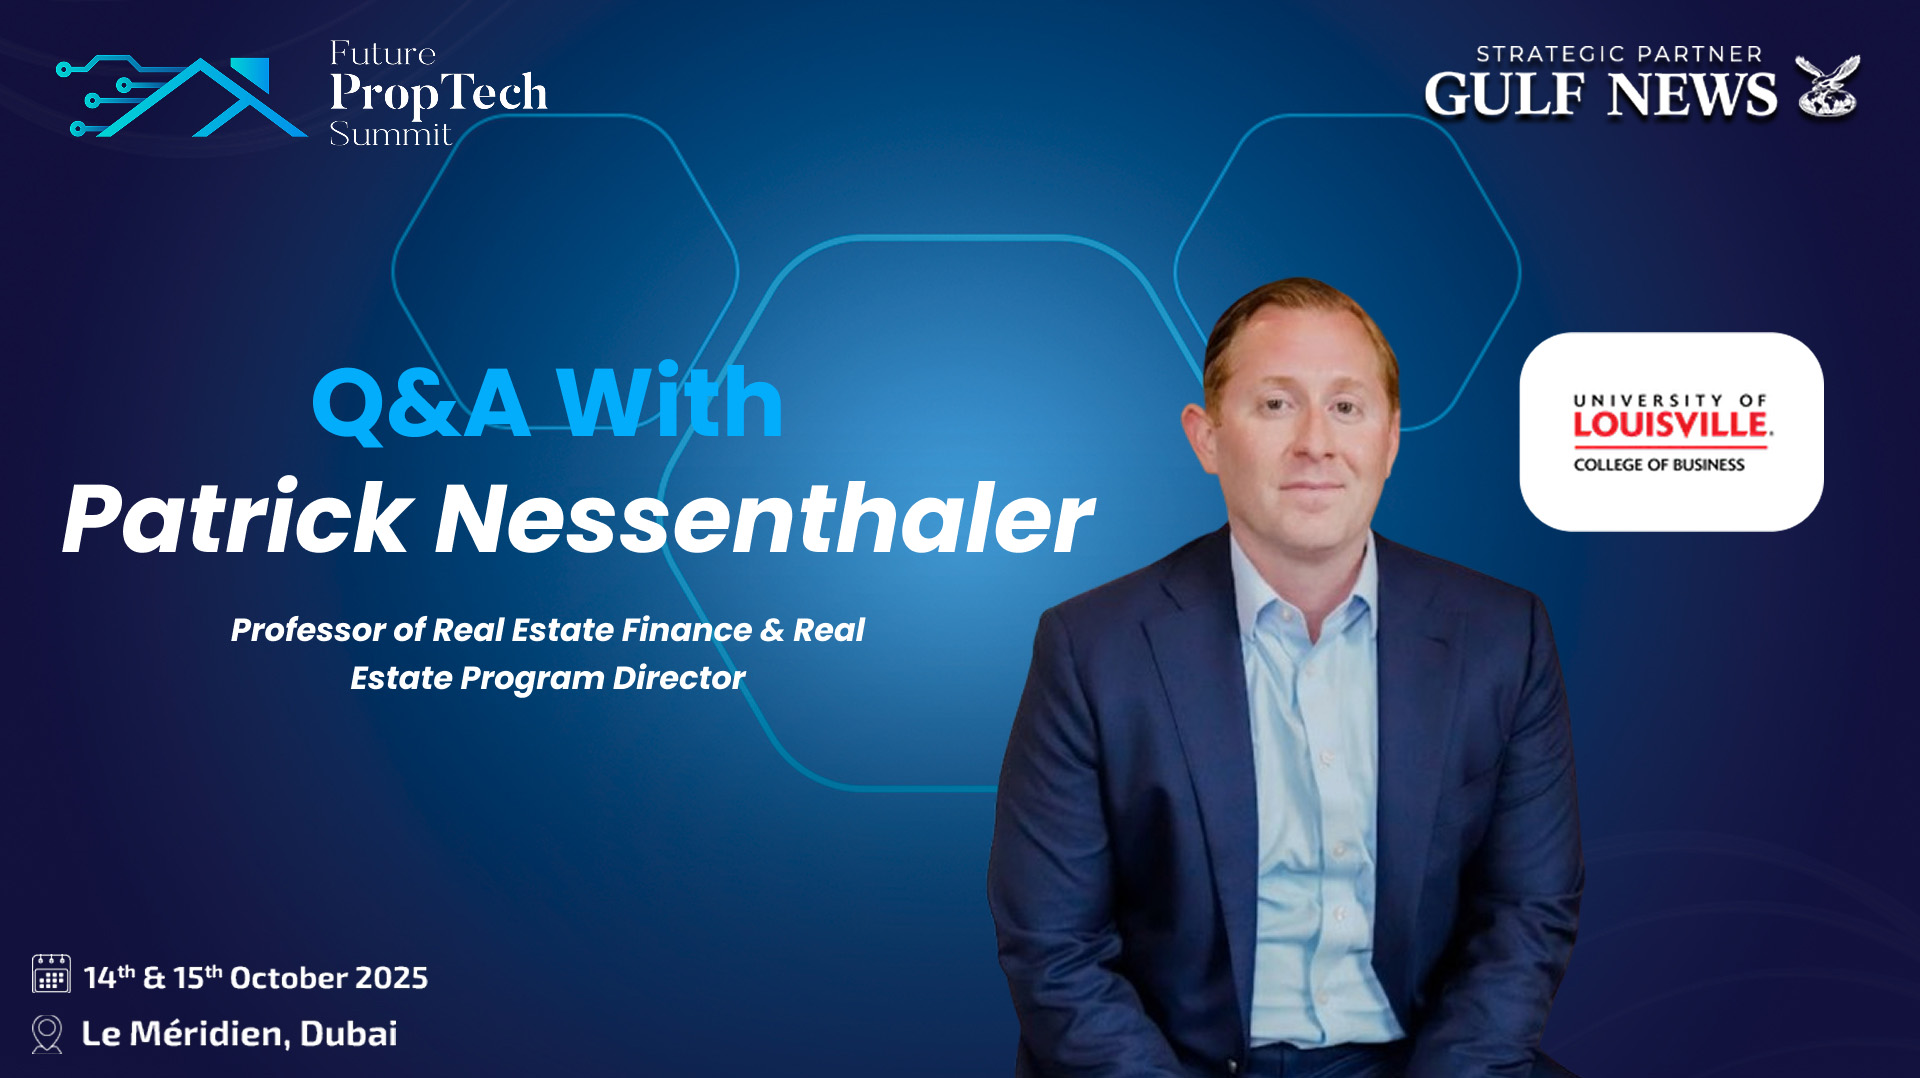 Future
PropTech
Summit
STRATEGIC PARTNER
GULF NEWS
Q&A With
Patrick Nessenthaler
Professor of Real Estate Finance & Real
Estate Program Director
UNIVERSITY OF
LOUISVILLE.
COLLEGE OF BUSINESS
14th & 15th October 2025
Le Méridien, Dubai